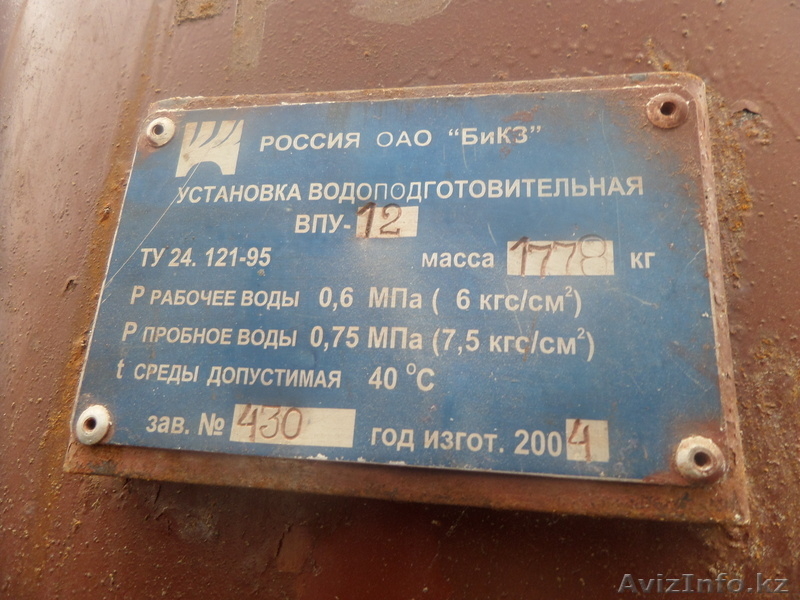 РОССИЯ ОАО "БиКЗ"
УСТАНОВКА ВОДОПОДГОТОВИТЕЛЬНАЯ
ВПУ-12
ТУ 24. 121-95 масса 1778 кг
Р РАБОЧЕЕ ВОДЫ 0,6 МПа ( 6 кгс/см²)
Р ПРОБНОЕ ВОДЫ 0,75 МПа (7,5 кгс/см²)
t СРЕДЫ ДОПУСТИМАЯ 40 °С
зав. № 430 год изгот. 2004
AvizInfo.kz